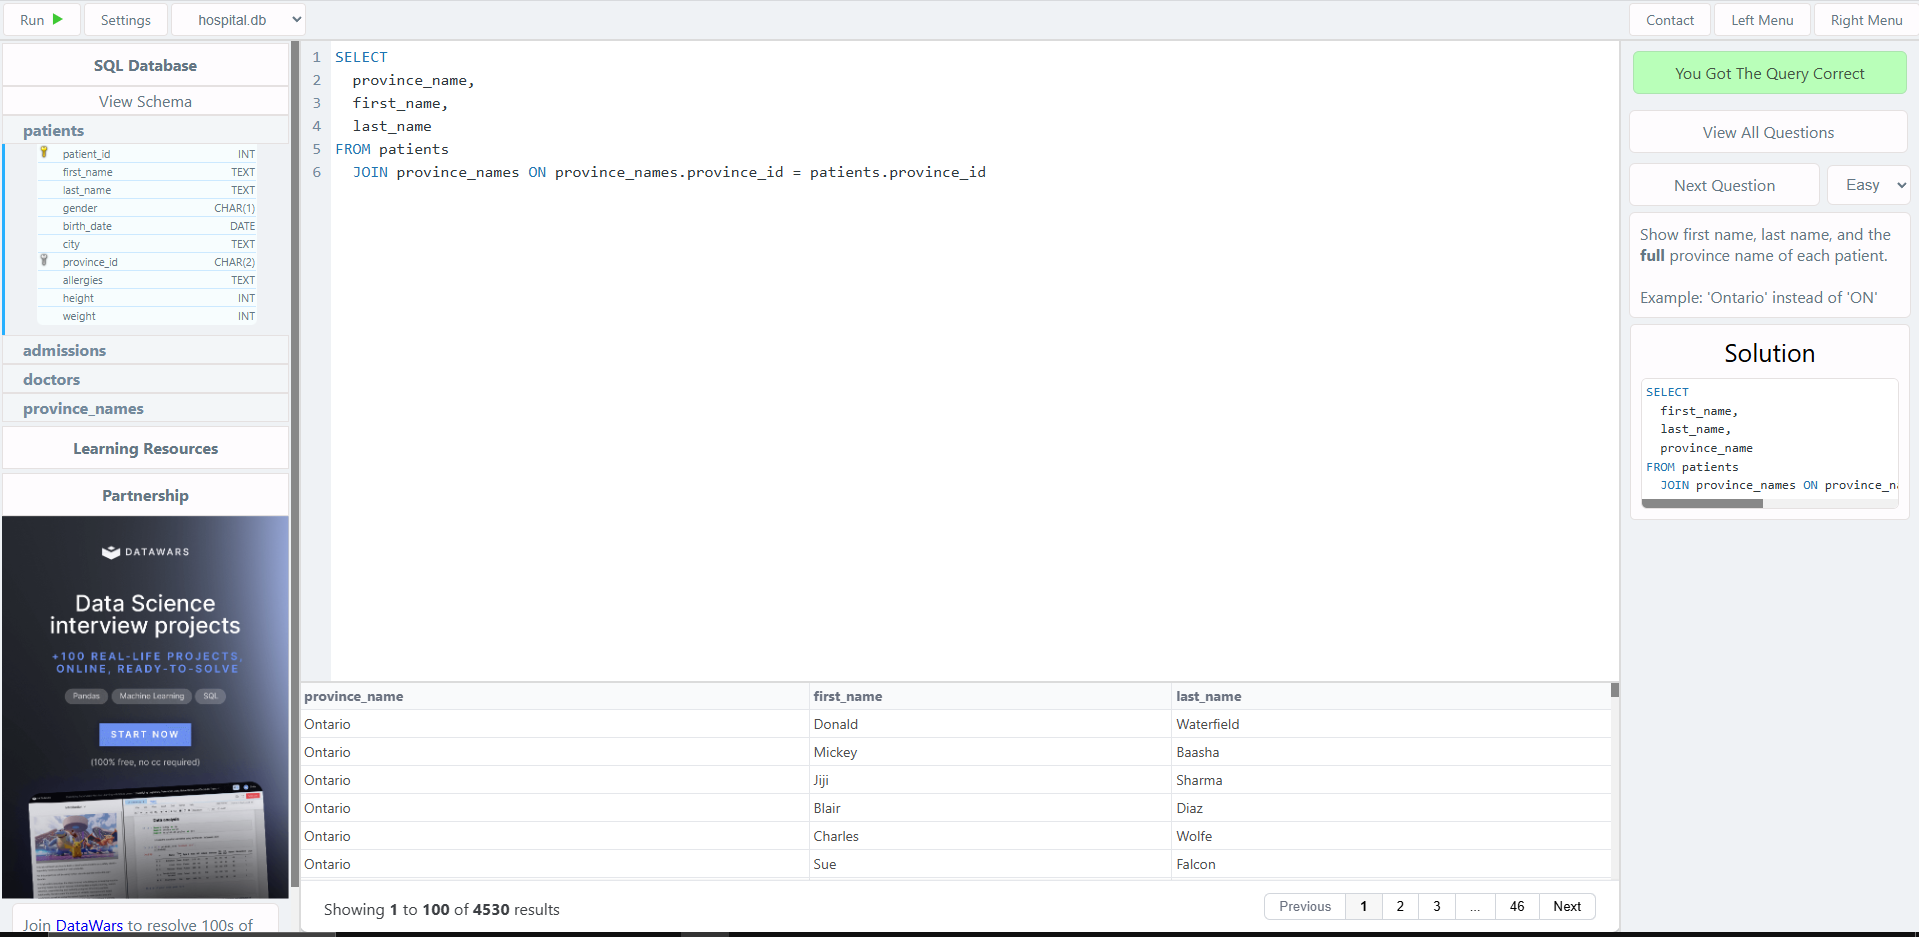 Run
Settings
hospital.db
Contact
Left Menu
Right Menu
SQL Database
View Schema
patients
patient_id INT
first_name TEXT
last_name TEXT
gender CHAR(1)
birth_date DATE
city TEXT
province_id CHAR(2)
allergies TEXT
height INT
weight INT
admissions
doctors
province_names
Learning Resources
Partnership
DATAWARS
Data Science
interview projects
+100 REAL-LIFE PROJECTS,
ONLINE, READY-TO-SOLVE
Pandas Machine Learning SQL
START NOW
(100% free, no cc required)
Join DataWars to resolve 100s of
1 SELECT
2 province_name,
3 first_name,
4 last_name
5 FROM patients
6 JOIN province_names ON province_names.province_id = patients.province_id
province_name first_name last_name
Ontario Donald Waterfield
Ontario Mickey Baasha
Ontario Jiji Sharma
Ontario Blair Diaz
Ontario Charles Wolfe
Ontario Sue Falcon
Showing 1 to 100 of 4530 results
Previous 1 2 3 ... 46 Next
You Got The Query Correct
View All Questions
Next Question
Easy
Show first name, last name, and the
full province name of each patient.
Example: 'Ontario' instead of 'ON'
Solution
SELECT
first_name,
last_name,
province_name
FROM patients
JOIN province_names ON province_n